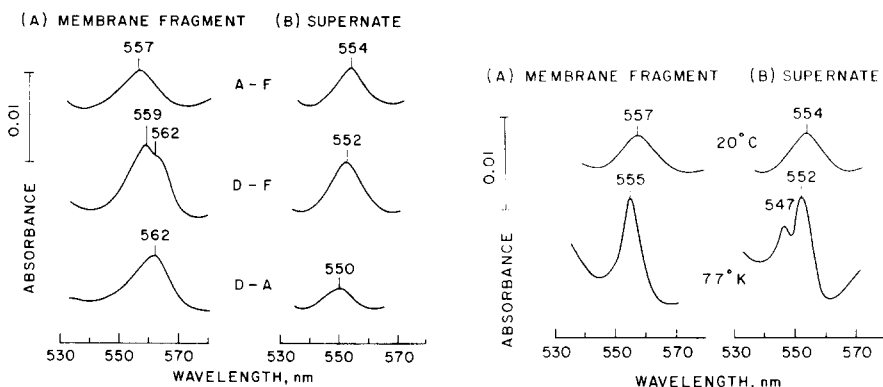 (A) MEMBRANE FRAGMENT (B) SUPERNATE
557 554
A - F
0.01
559
562 552
D - F
562
550
D - A
ABSORBANCE
530 550 570 530 550 570
WAVELENGTH, nm
(A) MEMBRANE FRAGMENT (B) SUPERNATE
557 554
20°C
0.01
555 552
547
77°K
ABSORBANCE
530 550 570 530 550 570
WAVELENGTH, nm